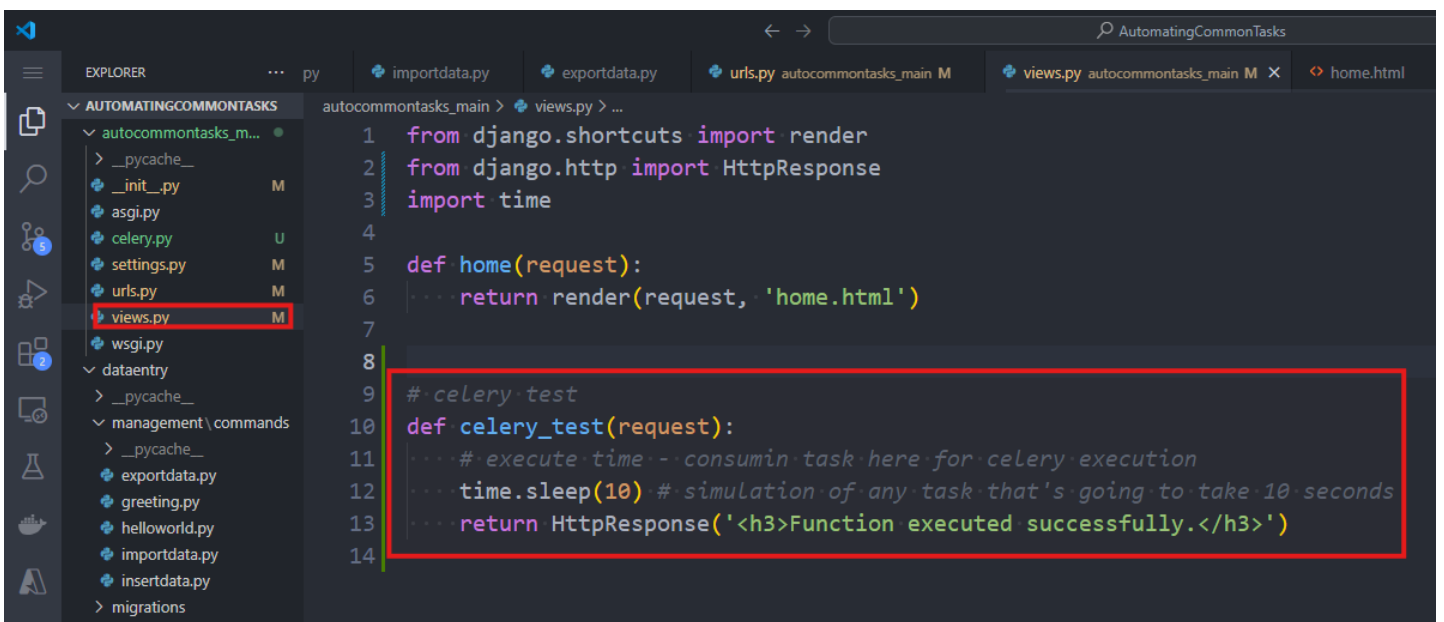 AutomatingCommonTasks
EXPLORER
py
importdata.py
exportdata.py
urls.py autocommontasks_main M
views.py autocommontasks_main M
home.html
AUTOMATINGCOMMONTASKS
autocommontasks_m...
__pycache__
__init__.py M
asgi.py
celery.py U
settings.py M
urls.py M
views.py M
wsgi.py
dataentry
__pycache__
management\commands
__pycache__
exportdata.py
greeting.py
helloworld.py
importdata.py
insertdata.py
migrations
5
2
autocommontasks_main > views.py > ...
1 from django.shortcuts import render
2 from django.http import HttpResponse
3 import time
4
5 def home(request):
6 return render(request, 'home.html')
7
8
9 # celery test
10 def celery_test(request):
11 # execute time - consumin task here for celery execution
12 time.sleep(10) # simulation of any task that's going to take 10 seconds
13 return HttpResponse('<h3>Function executed successfully.</h3>')
14